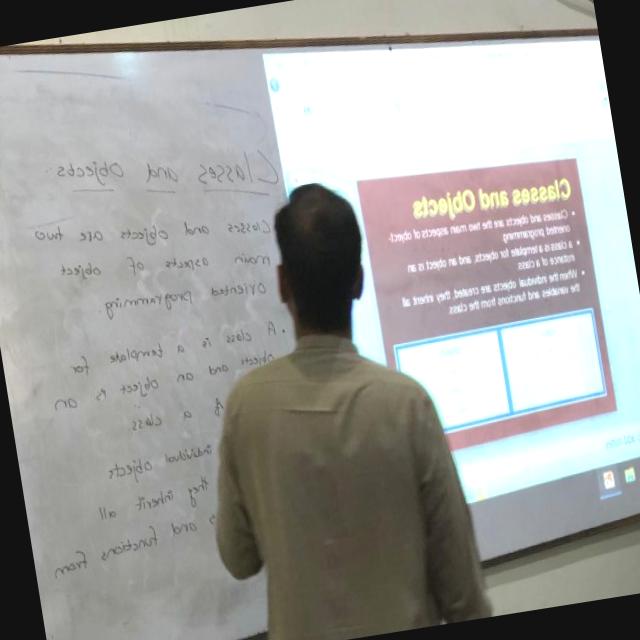 Classes and Objects
Classes and objects are two
main aspects of object
Oriented programming
• A class is a template for
objects and an object is an
of a class
individual objects
they inherit all
and functions from
Classes and Objects
• Classes and objects are the two main aspects of object-
oriented programming.
a class is a template for objects, and an object is an
instance of a class.
• When the individual objects are created, they inherit all
the variables and functions from the class.